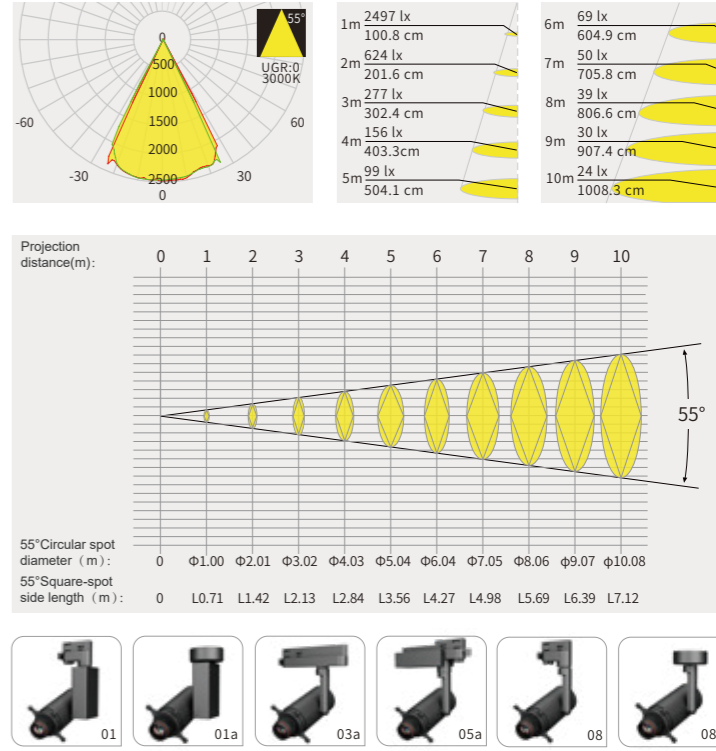 55°
UGR:0
3000K
0
500
1000
1500
2000
2500
0
-60
60
-30
30
1m 2497 lx
100.8 cm
2m 624 lx
201.6 cm
3m 277 lx
302.4 cm
4m 156 lx
403.3cm
5m 99 lx
504.1 cm
6m 69 lx
604.9 cm
7m 50 lx
705.8 cm
8m 39 lx
806.6 cm
9m 30 lx
907.4 cm
10m 24 lx
1008.3 cm
Projection
distance(m): 0 1 2 3 4 5 6 7 8 9 10
55°
55°Circular spot
diameter（m）: 0 Φ1.00 Φ2.01 Φ3.02 Φ4.03 Φ5.04 Φ6.04 Φ7.05 Φ8.06 φ9.07 φ10.08
55°Square-spot
side length（m）: 0 L0.71 L1.42 L2.13 L2.84 L3.56 L4.27 L4.98 L5.69 L6.39 L7.12
01 01a 03a 05a 08 08